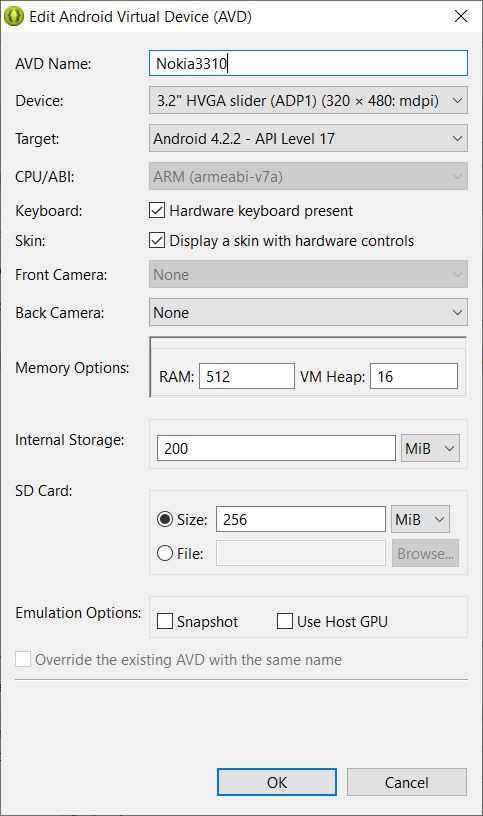 Edit Android Virtual Device (AVD)
AVD Name: Nokia3310
Device: 3.2" HVGA slider (ADP1) (320 × 480: mdpi)
Target: Android 4.2.2 - API Level 17
CPU/ABI: ARM (armeabi-v7a)
Keyboard: Hardware keyboard present
Skin: Display a skin with hardware controls
Front Camera: None
Back Camera: None
Memory Options: RAM: 512 VM Heap: 16
Internal Storage: 200 MiB
SD Card:
Size: 256 MiB
File: Browse...
Emulation Options: Snapshot Use Host GPU
Override the existing AVD with the same name
OK Cancel